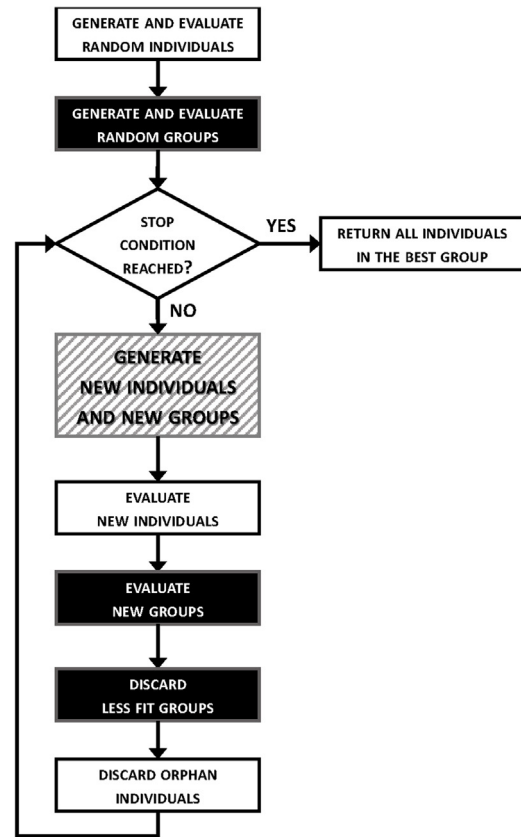 GENERATE AND EVALUATE
RANDOM INDIVIDUALS
GENERATE AND EVALUATE
RANDOM GROUPS
STOP
CONDITION
REACHED?
YES
RETURN ALL INDIVIDUALS
IN THE BEST GROUP
NO
GENERATE
NEW INDIVIDUALS
AND NEW GROUPS
EVALUATE
NEW INDIVIDUALS
EVALUATE
NEW GROUPS
DISCARD
LESS FIT GROUPS
DISCARD ORPHAN
INDIVIDUALS